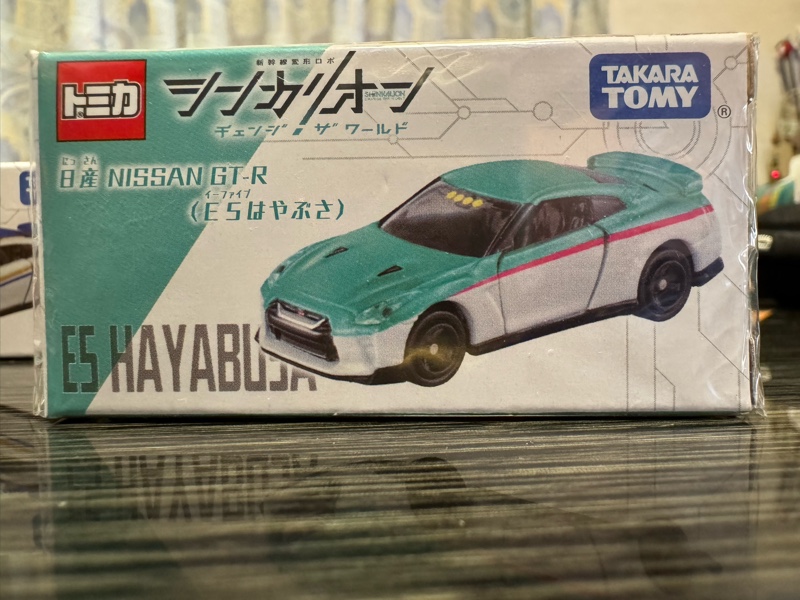 トミカ
新幹線変形ロボ
シンカリオン
SHINKALION
チェンジ ザ ワールド
TAKARA
TOMY
®
にっ さん
日産 NISSAN GT-R
イーファイブ
(E5はやぶさ)
E5 HAYABUSA